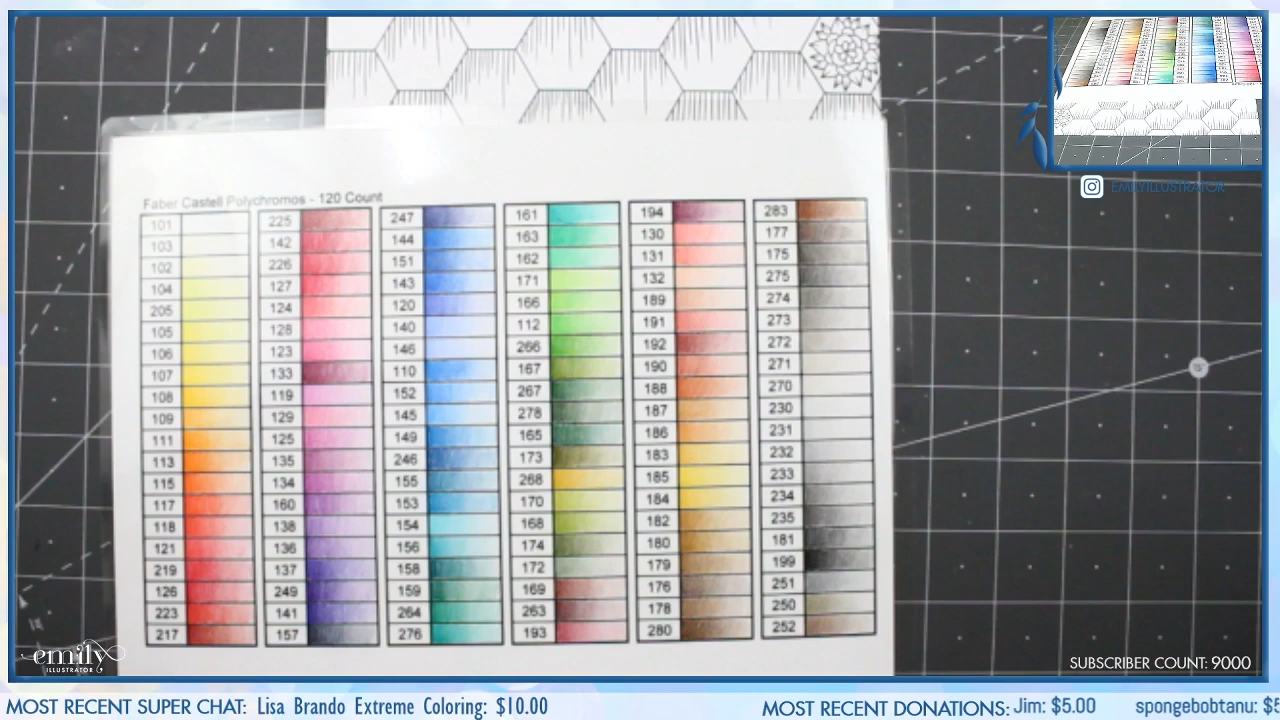 EMILYILLUSTRATOR
Faber Castell Polychromos - 120 Count
101 225 247 161 194 283
103 142 144 163 130 177
102 226 151 162 131 175
104 127 143 171 132 275
205 124 120 166 189 274
105 128 140 112 191 273
106 123 146 266 192 272
107 133 110 167 190 271
108 119 152 267 188 270
109 129 145 278 187 230
111 125 149 165 186 231
113 135 246 173 183 232
115 134 155 268 185 233
117 160 153 170 184 234
118 138 154 168 182 235
121 136 156 174 180 181
219 137 158 172 179 199
126 249 159 169 176 251
223 141 264 263 178 250
217 157 276 193 280 252
emily
ILLUSTRATOR
SUBSCRIBER COUNT: 9000
MOST RECENT SUPER CHAT: Lisa Brando Extreme Coloring: $10.00 MOST RECENT DONATIONS: Jim: $5.00 spongebobtanu: